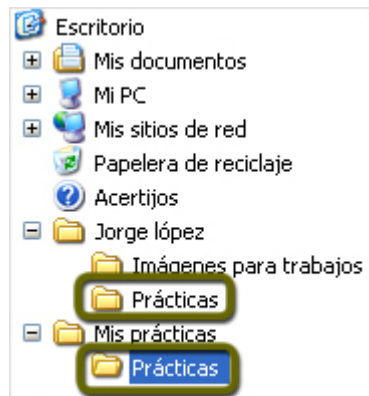 Escritorio
Mis documentos
Mi PC
Mis sitios de red
Papelera de reciclaje
Acertijos
Jorge lópez
Imágenes para trabajos
Prácticas
Mis prácticas
Prácticas